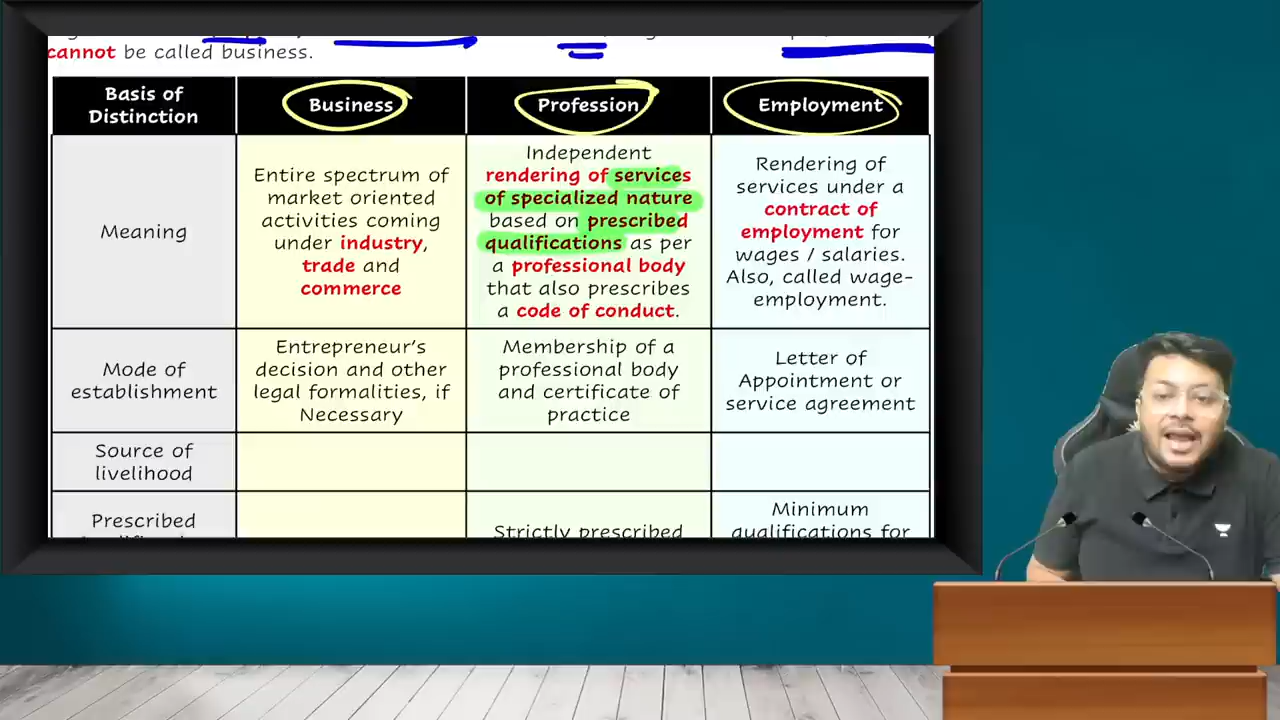 cannot be called business.
Basis of
Distinction
Business
Profession
Employment
Meaning
Entire spectrum of
market oriented
activities coming
under industry,
trade and
commerce
Independent
rendering of services
of specialized nature
based on prescribed
qualifications as per
a professional body
that also prescribes
a code of conduct.
Rendering of
services under a
contract of
employment for
wages / salaries.
Also, called wage-
employment.
Mode of
establishment
Entrepreneur's
decision and other
legal formalities, if
Necessary
Membership of a
professional body
and certificate of
practice
Letter of
Appointment or
service agreement
Source of
livelihood
Prescribed
Strictly prescribed
Minimum
qualifications for